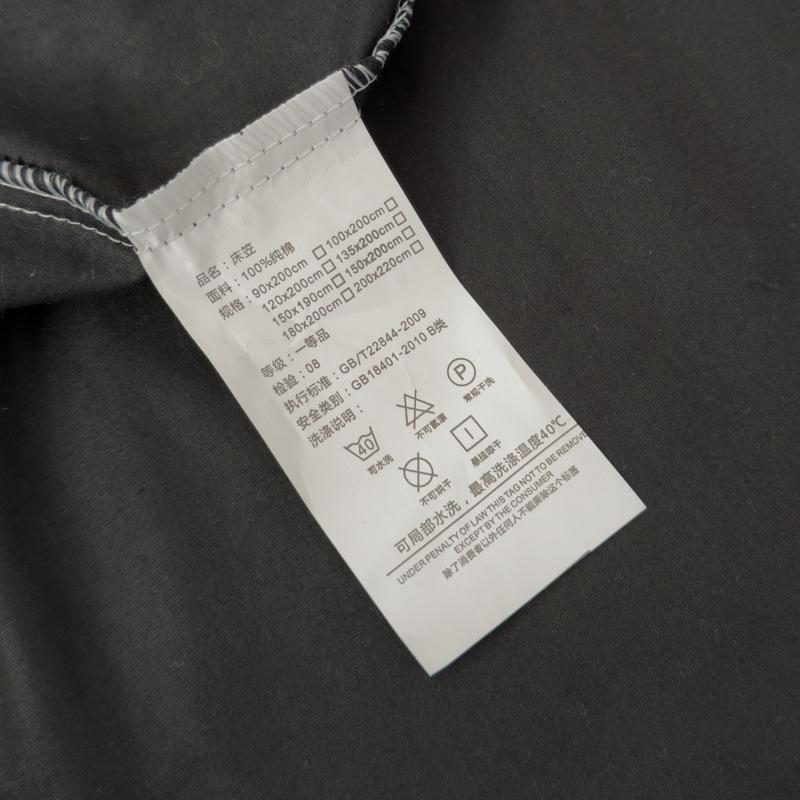 品名：床笠
面料：100%纯棉
规格：90x200cm □ 100x200cm □
120x200cm □ 135x200cm □
150x190cm □ 150x200cm □
180x200cm □ 200x220cm □
等级：一等品
检验：08
执行标准：GB/T22844-2009
安全类别：GB18401-2010 B类
洗涤说明：
40 P
可水洗 不可氯漂 常规干洗
不可烘干 悬挂晾干
可局部水洗，最高洗涤温度40℃
UNDER PENALTY OF LAW THIS TAG NOT TO BE REMOVE
EXCEPT BY THE CONSUMER
除了消费者以外任何人不能撕除这个标签